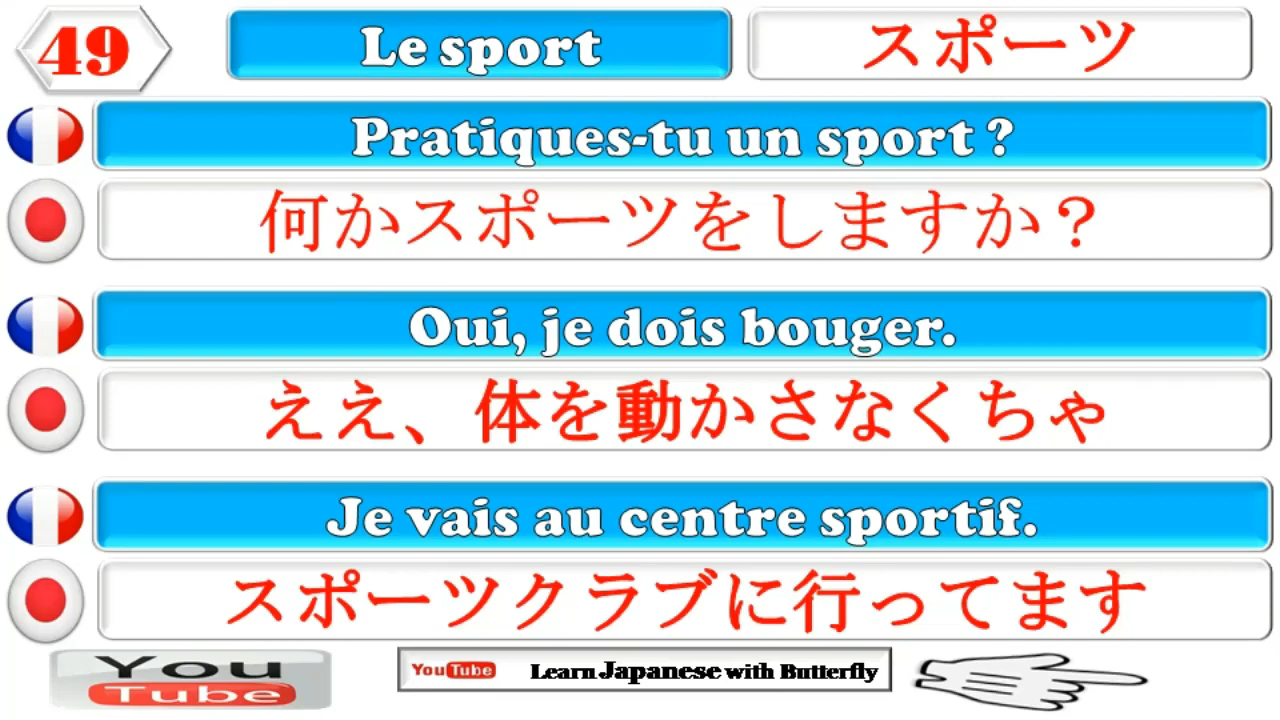 49
Le sport
スポーツ
Pratiques-tu un sport ?
何かスポーツをしますか？
Oui, je dois bouger.
ええ、体を動かさなくちゃ
Je vais au centre sportif.
スポーツクラブに行ってます
You
Tube
YouTube Learn Japanese with Butterfly